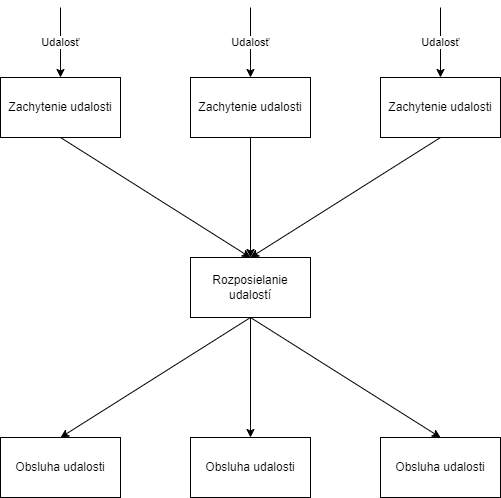 Udalosť
Udalosť
Udalosť
Zachytenie udalosti
Zachytenie udalosti
Zachytenie udalosti
Rozposielanie
udalostí
Obsluha udalosti
Obsluha udalosti
Obsluha udalosti